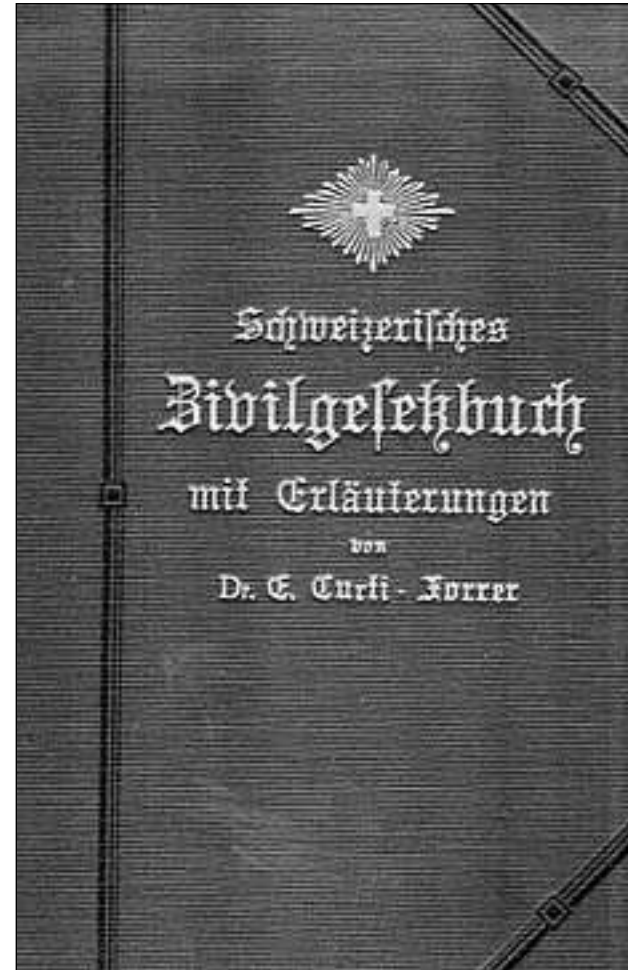 Schweizerisches
Zivilgesetzbuch
mit Erläuterungen
von
Dr. E. Curti-Forrer